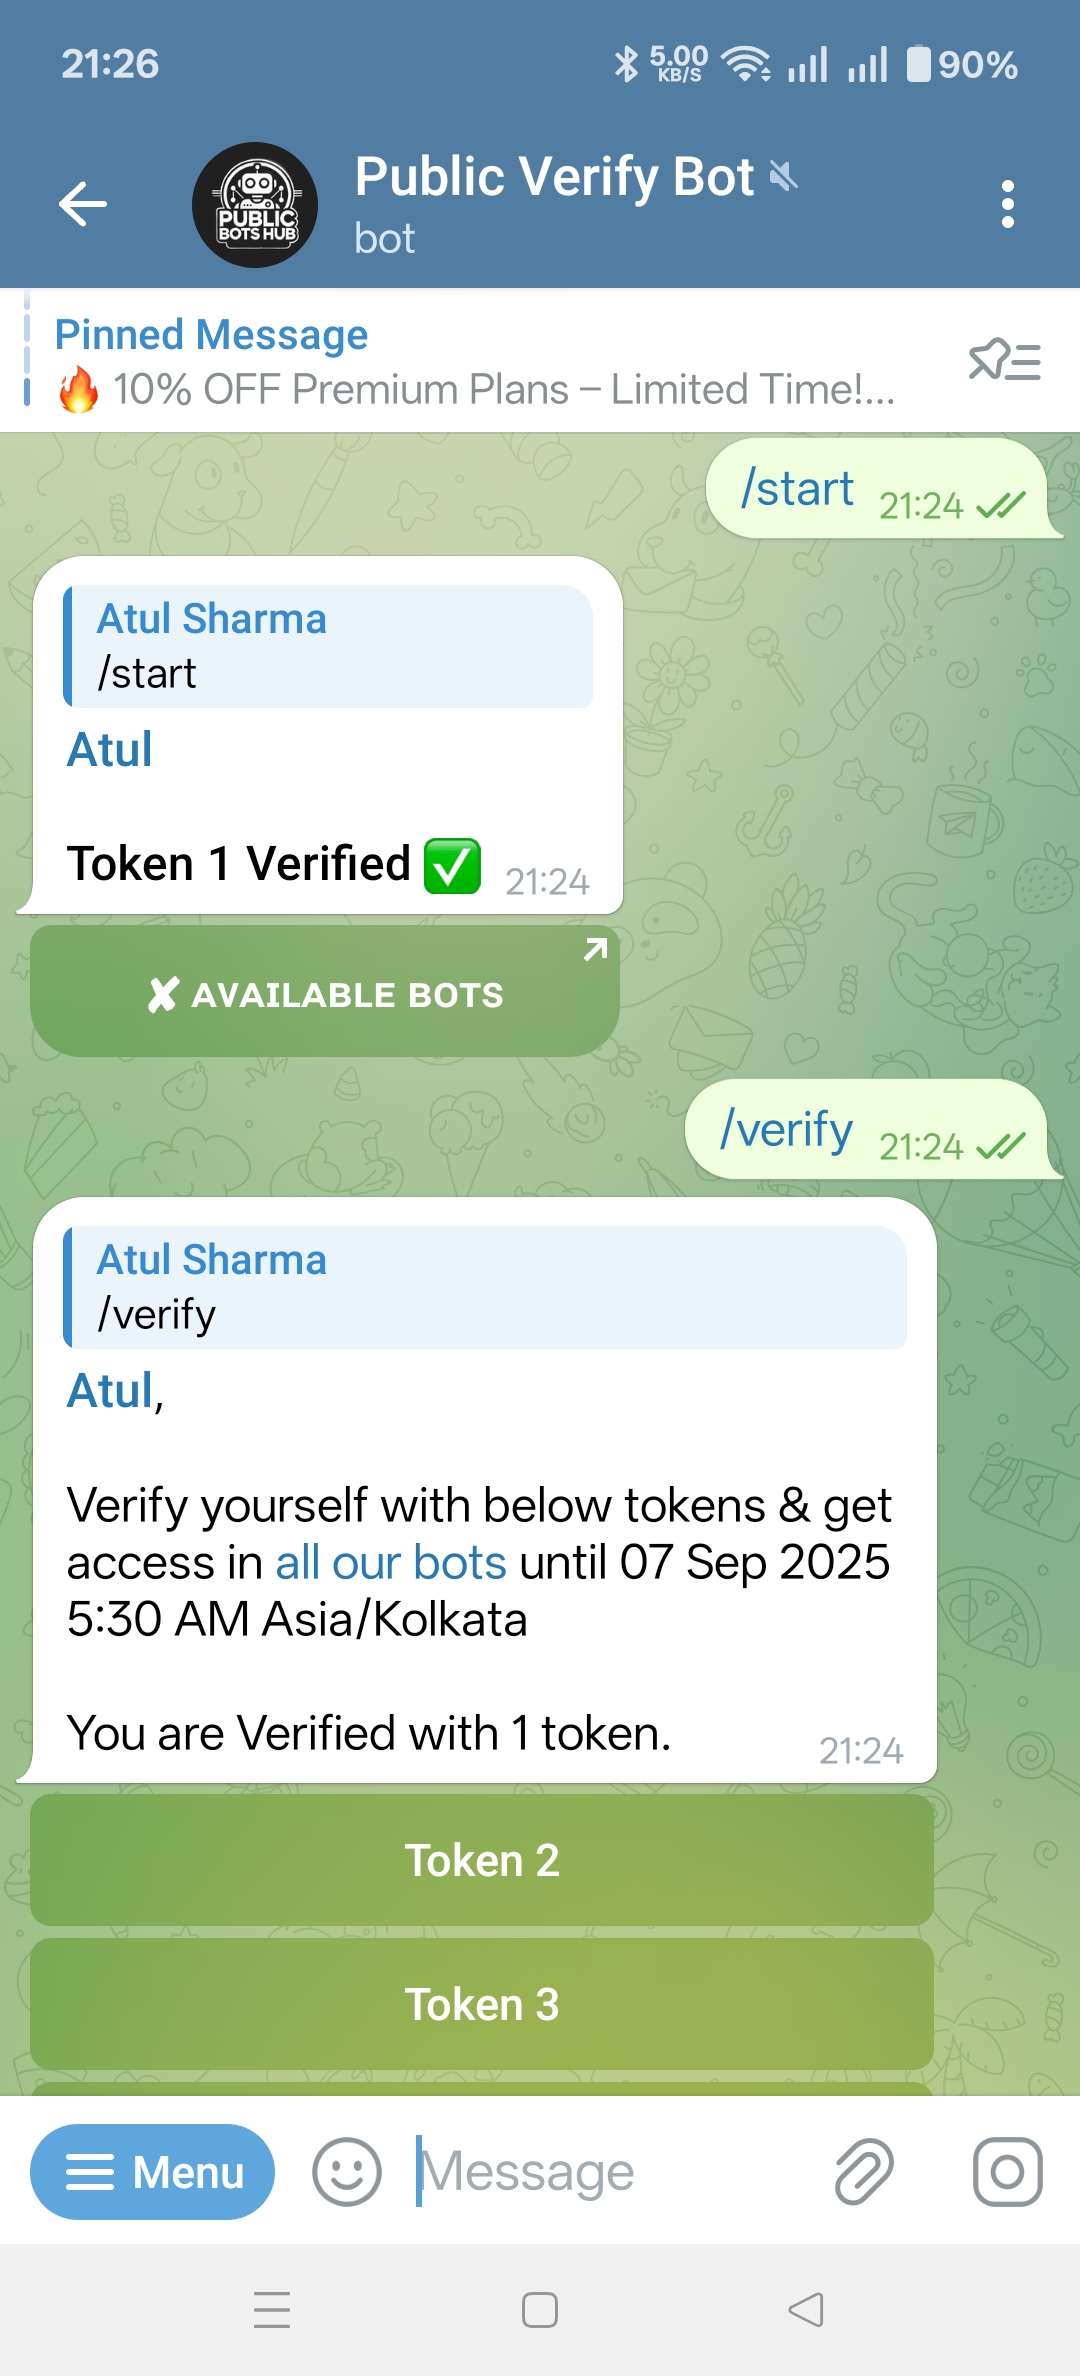 21:26
5.00
KB/S
90%
PUBLIC
BOTS HUB
Public Verify Bot
bot
Pinned Message
🔥 10% OFF Premium Plans – Limited Time!...
/start 21:24
Atul Sharma
/start
Atul
Token 1 Verified ✅ 21:24
✘ AVAILABLE BOTS
/verify 21:24
Atul Sharma
/verify
Atul,
Verify yourself with below tokens & get
access in all our bots until 07 Sep 2025
5:30 AM Asia/Kolkata
You are Verified with 1 token.
21:24
Token 2
Token 3
Menu
Message